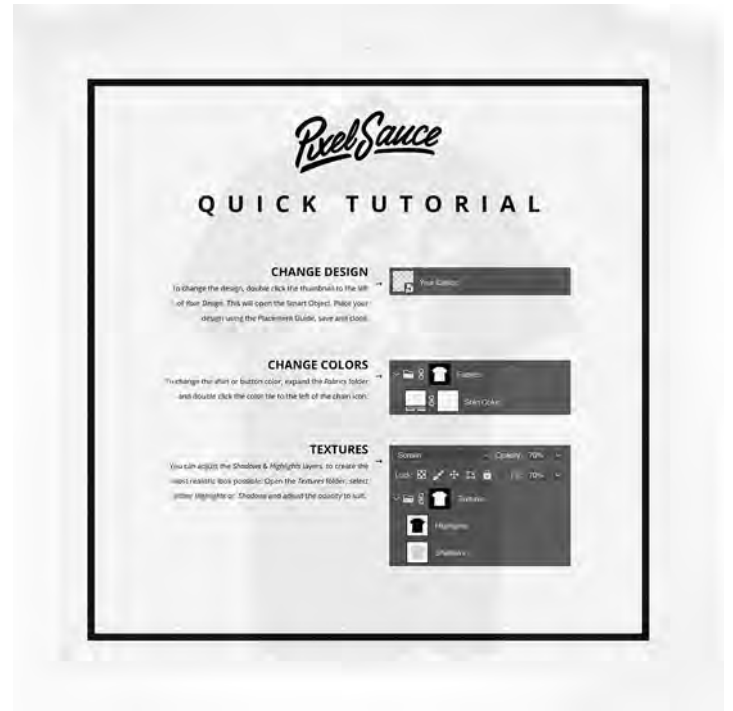 Pixel Sauce
QUICK TUTORIAL
CHANGE DESIGN
To change the design, double click the thumbnail to the left
of Your Design. This will open the Smart Object. Place your
design using the Placement Guide, save and close.
→
Your Design
CHANGE COLORS
To change the shirt or button color, expand the Fabrics folder
and double click the color tile to the left of the chain icon.
→
Fabrics
Shirt Color
TEXTURES
You can adjust the Shadows & Highlights layers, to create the
most realistic look possible. Open the Textures folder, select
either Highlights or Shadows and adjust the opacity to suit.
→
Screen Opacity: 70%
Lock: 70%
Textures
Highlights
Shadows